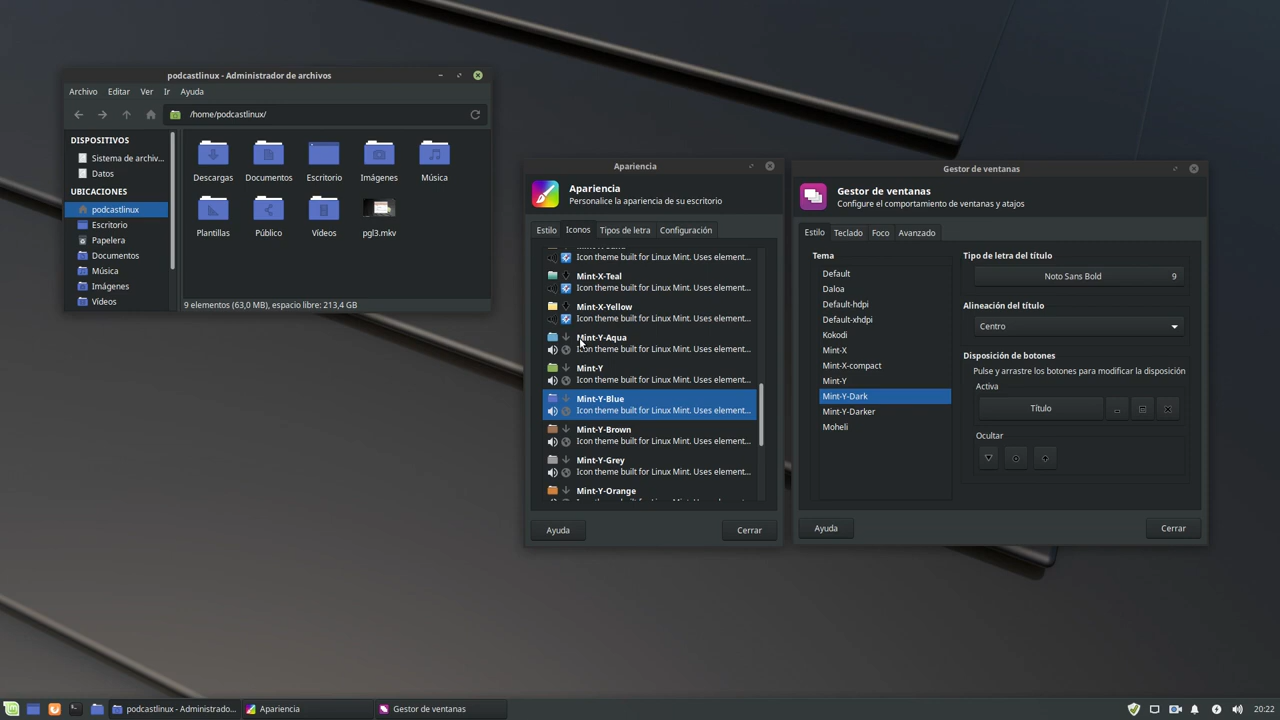 podcastlinux - Administrador de archivos
Archivo Editar Ver Ir Ayuda
/home/podcastlinux/
DISPOSITIVOS
Sistema de archiv...
Datos
UBICACIONES
podcastlinux
Escritorio
Papelera
Documentos
Música
Imágenes
Vídeos
Descargas Documentos Escritorio Imágenes Música
Plantillas Público Vídeos pgl3.mkv
9 elementos (63,0 MB), espacio libre: 213,4 GB
Apariencia
Apariencia
Personalice la apariencia de su escritorio
Estilo Iconos Tipos de letra Configuración
Icon theme built for Linux Mint. Uses element...
Mint-X-Teal
Icon theme built for Linux Mint. Uses element...
Mint-X-Yellow
Icon theme built for Linux Mint. Uses element...
Mint-Y-Aqua
Icon theme built for Linux Mint. Uses element...
Mint-Y
Icon theme built for Linux Mint. Uses element...
Mint-Y-Blue
Icon theme built for Linux Mint. Uses element...
Mint-Y-Brown
Icon theme built for Linux Mint. Uses element...
Mint-Y-Grey
Icon theme built for Linux Mint. Uses element...
Mint-Y-Orange
Ayuda Cerrar
Gestor de ventanas
Gestor de ventanas
Configure el comportamiento de ventanas y atajos
Estilo Teclado Foco Avanzado
Tema
Default
Daloa
Default-hdpi
Default-xhdpi
Kokodi
Mint-X
Mint-X-compact
Mint-Y
Mint-Y-Dark
Mint-Y-Darker
Moheli
Tipo de letra del título
Noto Sans Bold 9
Alineación del título
Centro
Disposición de botones
Pulse y arrastre los botones para modificar la disposición
Activa
Título
Ocultar
Ayuda Cerrar
podcastlinux - Administrado... Apariencia Gestor de ventanas 20:22